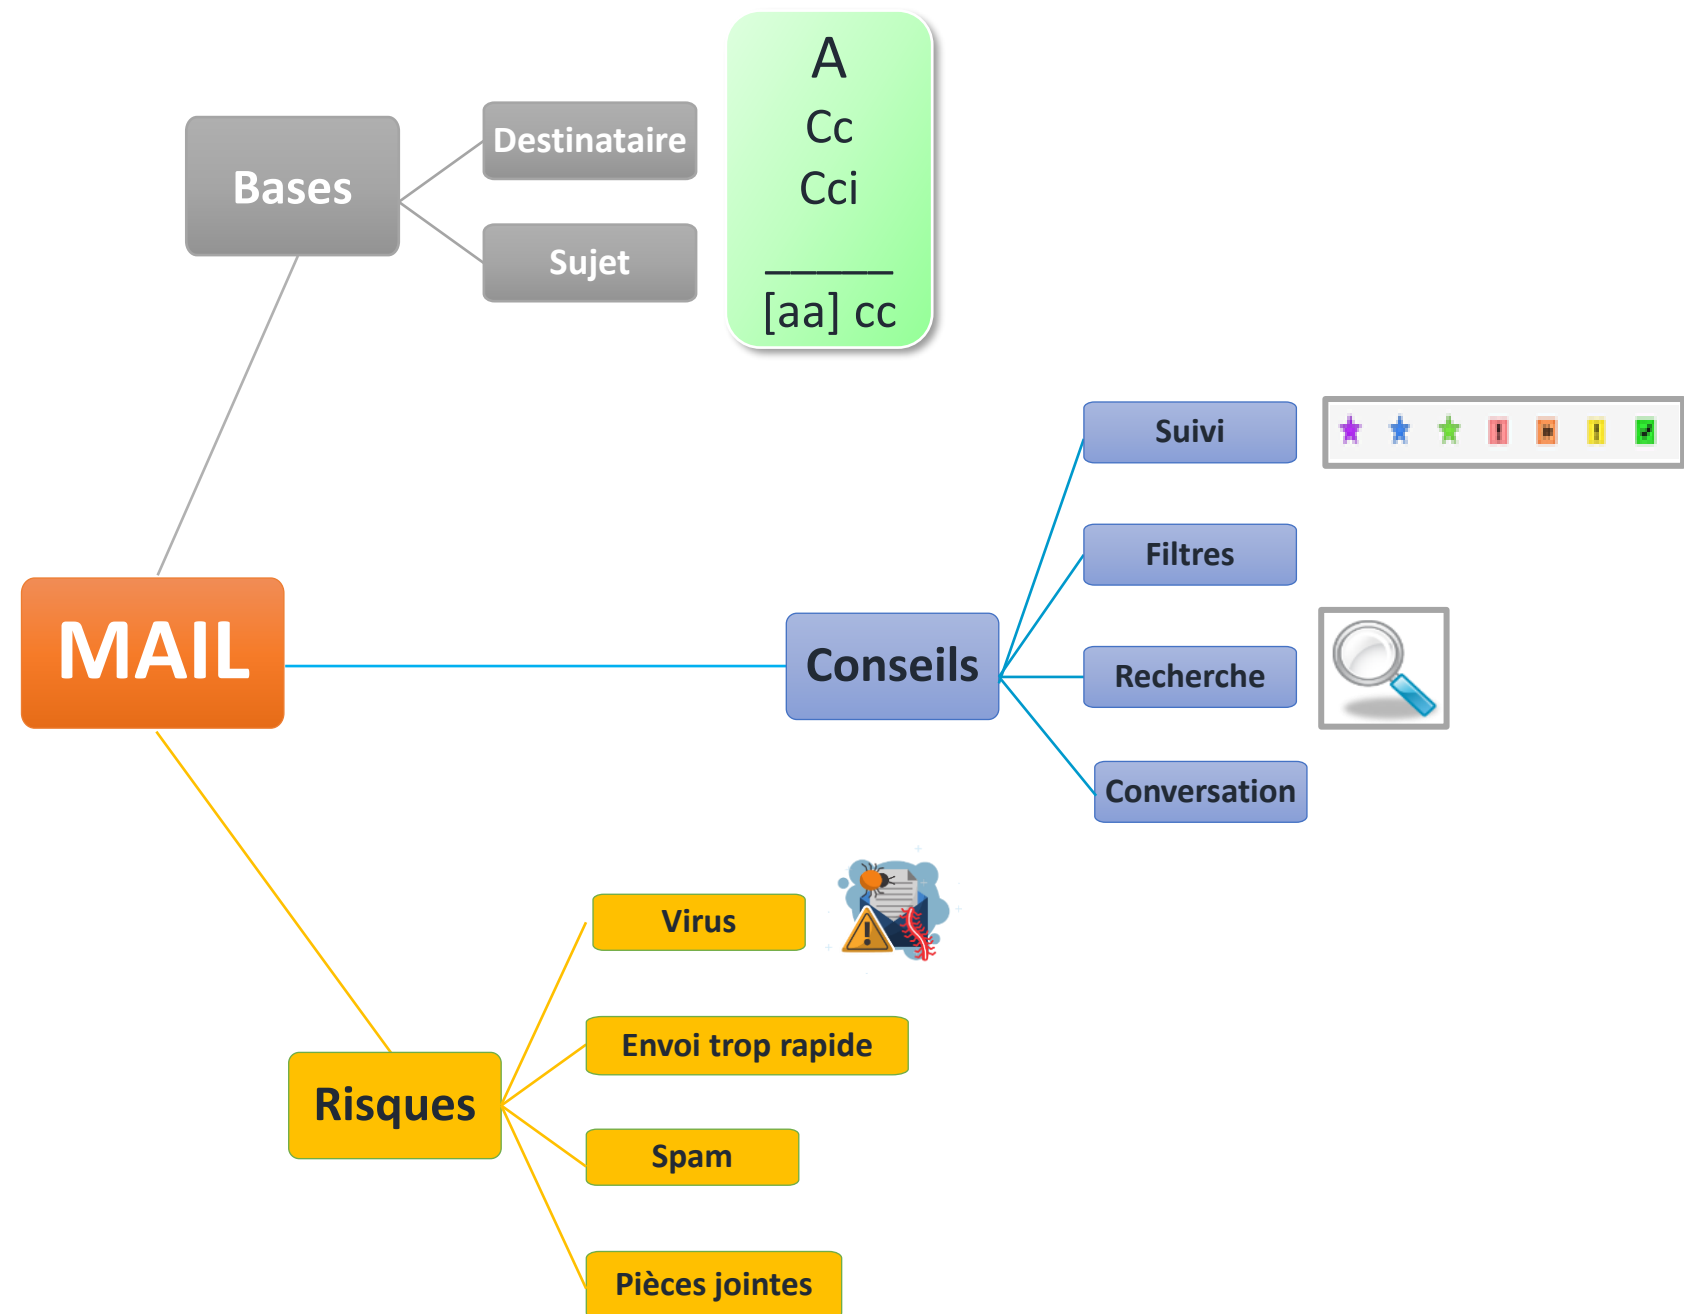 A
Cc
Cci
______
[aa] cc
Destinataire
Bases
Sujet
Suivi
Filtres
MAIL
Conseils
Recherche
Conversation
Virus
Envoi trop rapide
Risques
Spam
Pièces jointes